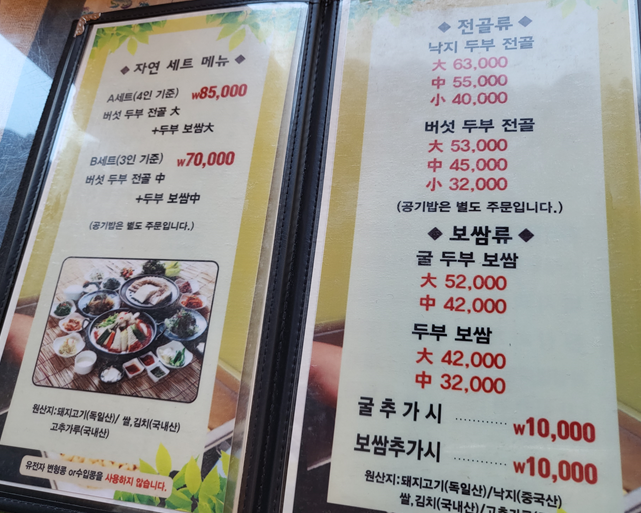 ◆ 자연 세트 메뉴 ◆
A세트(4인 기준) ₩85,000
버섯 두부 전골 大
+두부 보쌈大
B세트(3인 기준) ₩70,000
버섯 두부 전골 中
+두부 보쌈中
(공기밥은 별도 주문입니다.)
원산지:돼지고기(독일산)/ 쌀,김치(국내산)
고추가루(국내산)
유전자 변형콩 or수입콩을 사용하지 않습니다.
◆ 전골류 ◆
낙지 두부 전골
大 63,000
中 55,000
小 40,000
버섯 두부 전골
大 53,000
中 45,000
小 32,000
(공기밥은 별도 주문입니다.)
◆ 보쌈류 ◆
굴 두부 보쌈
大 52,000
中 42,000
두부 보쌈
大 42,000
中 32,000
굴추가시 ............ ₩10,000
보쌈추가시 ............ ₩10,000
원산지:돼지고기(독일산)/낙지(중국산)
쌀,김치(국내산)/고추가루